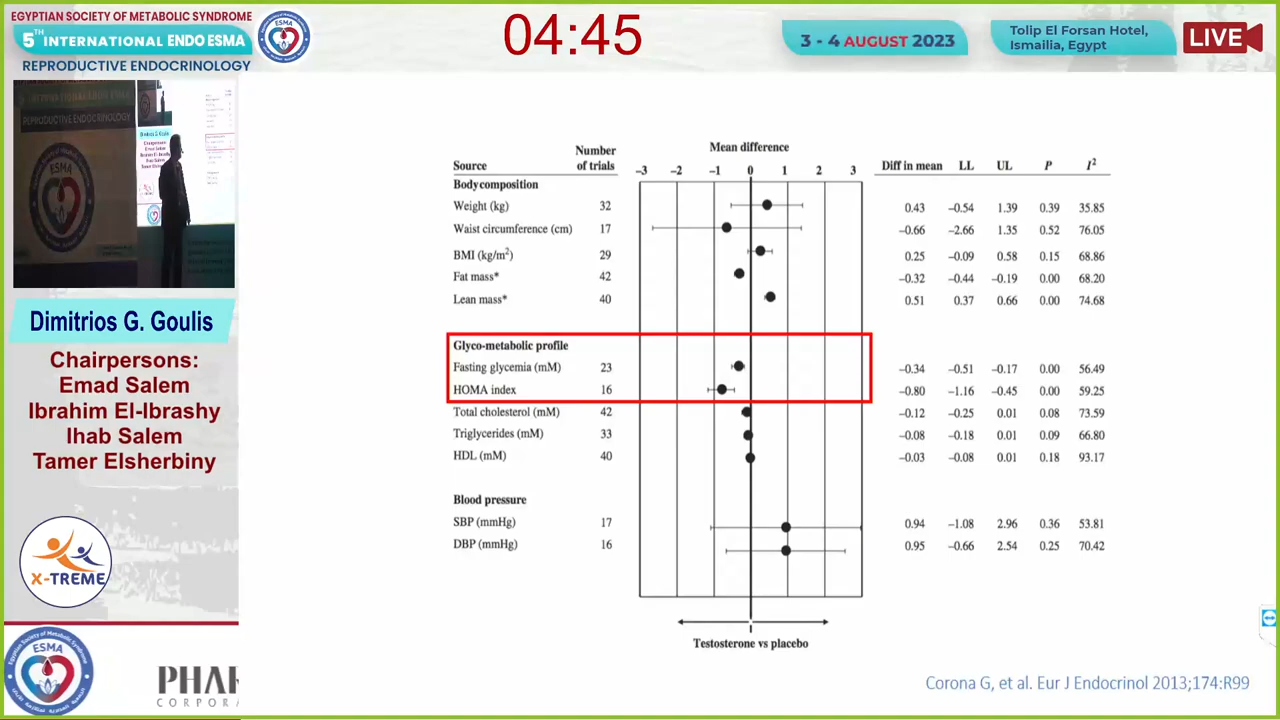 EGYPTIAN SOCIETY OF METABOLIC SYNDROME
5TH INTERNATIONAL ENDO ESMA
REPRODUCTIVE ENDOCRINOLOGY
ESMA
04:45
3 - 4 AUGUST 2023
Tolip El Forsan Hotel,
Ismailia, Egypt
LIVE
REPRODUCTIVE ENDOCRINOLOGY
ESMA
Dimitrios G. Goulis
Chairpersons:
Emad Salem
Ibrahim El-Ibrashy
Ihab Salem
Tamer Elsherbiny
X-TREME
Egyptian Society of Metabolic Syndrome
ESMA
PHAR
CORPORA
Mean difference
Source Number of trials -3 -2 -1 0 1 2 3 Diff in mean LL UL P I²
Bodycomposition
Weight (kg) 32 0.43 −0.54 1.39 0.39 35.85
Waist circumference (cm) 17 −0.66 −2.66 1.35 0.52 76.05
BMI (kg/m²) 29 0.25 −0.09 0.58 0.15 68.86
Fat mass* 42 −0.32 −0.44 −0.19 0.00 68.20
Lean mass* 40 0.51 0.37 0.66 0.00 74.68
Glyco-metabolic profile
Fasting glycemia (mM) 23 −0.34 −0.51 −0.17 0.00 56.49
HOMA index 16 −0.80 −1.16 −0.45 0.00 59.25
Total cholesterol (mM) 42 −0.12 −0.25 0.01 0.08 73.59
Triglycerides (mM) 33 −0.08 −0.18 0.01 0.09 66.80
HDL (mM) 40 −0.03 −0.08 0.01 0.18 93.17
Blood pressure
SBP (mmHg) 17 0.94 −1.08 2.96 0.36 53.81
DBP (mmHg) 16 0.95 −0.66 2.54 0.25 70.42
Testosterone vs placebo
Corona G, et al. Eur J Endocrinol 2013;174:R99